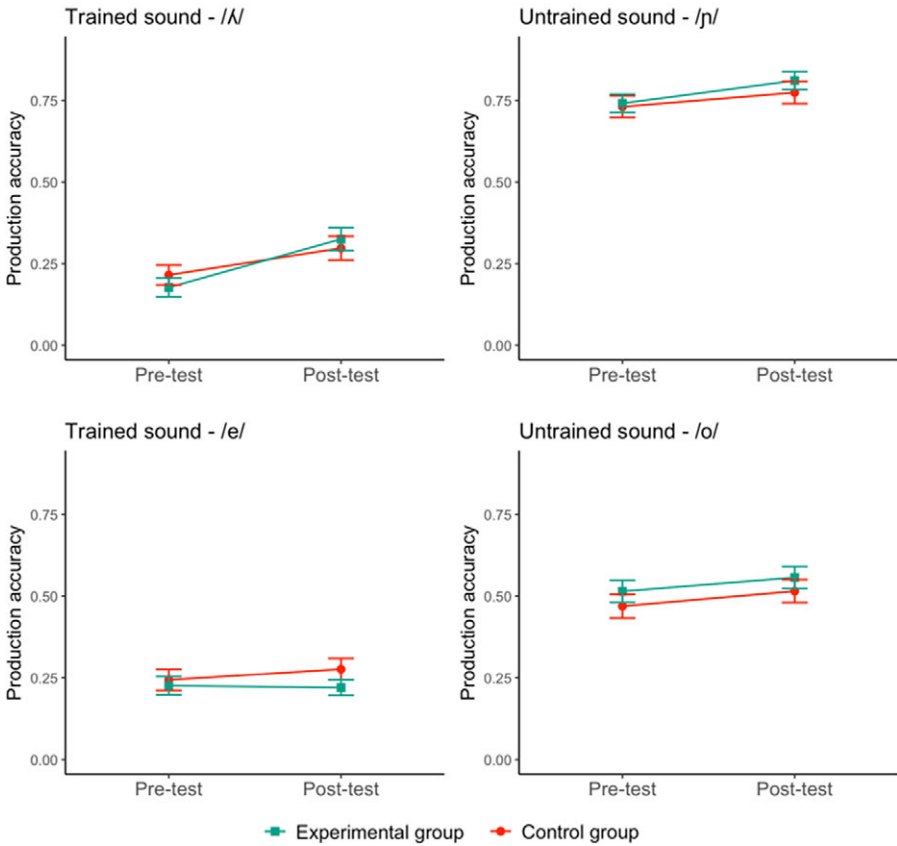 Trained sound - /ʎ/
Untrained sound - /ɲ/
Production accuracy
0.75
0.50
0.25
0.00
Pre-test
Post-test
Production accuracy
0.75
0.50
0.25
0.00
Pre-test
Post-test
Trained sound - /e/
Untrained sound - /o/
Production accuracy
0.75
0.50
0.25
0.00
Pre-test
Post-test
Production accuracy
0.75
0.50
0.25
0.00
Pre-test
Post-test
Experimental group
Control group